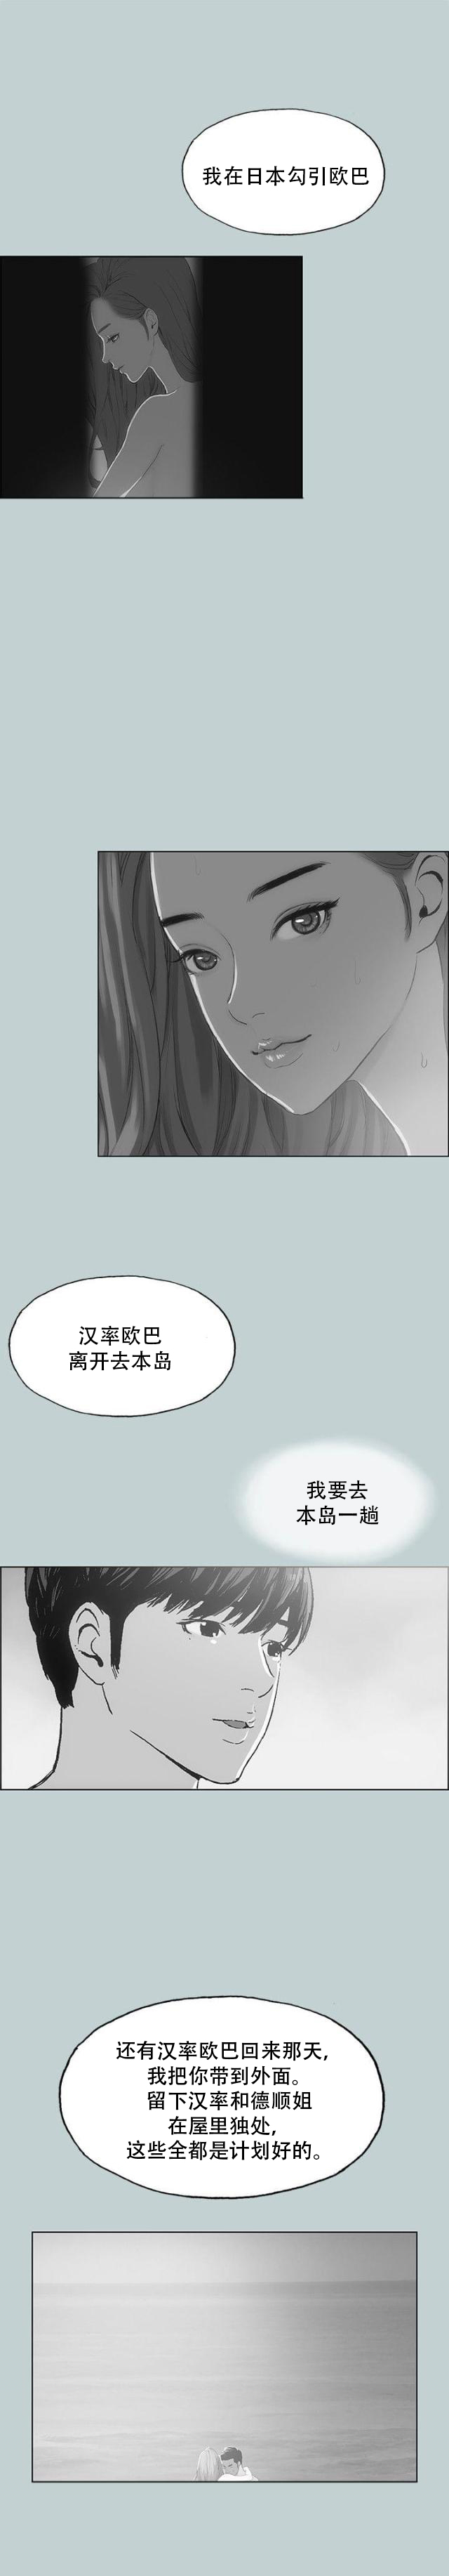 我在日本勾引欧巴
汉率欧巴
离开去本岛
我要去
本岛一趟
还有汉率欧巴回来那天,
我把你带到外面。
留下汉率和德顺姐
在屋里独处,
这些全都是计划好的。